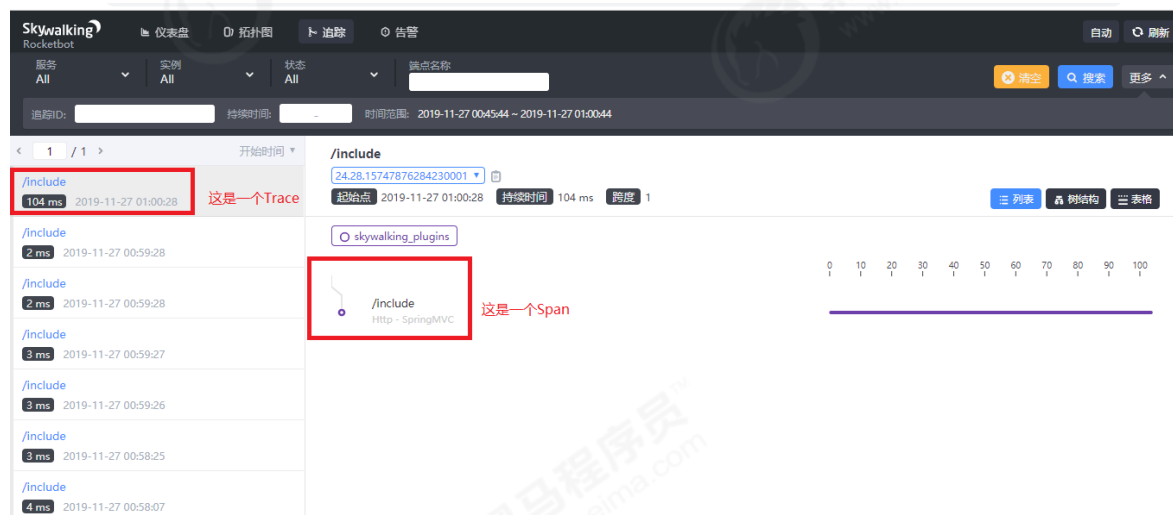 Skywalking
Rocketbot
仪表盘 拓扑图 追踪 告警 自动 刷新
服务 实例 状态 端点名称
All All All
清空 搜索 更多
追踪ID: 持续时间: - 时间范围: 2019-11-27 00:45:44 ~ 2019-11-27 01:00:44
1 / 1 开始时间
/include
104 ms 2019-11-27 01:00:28
这是一个Trace
/include
2 ms 2019-11-27 00:59:28
/include
2 ms 2019-11-27 00:59:28
/include
3 ms 2019-11-27 00:59:27
/include
3 ms 2019-11-27 00:59:26
/include
3 ms 2019-11-27 00:58:25
/include
4 ms 2019-11-27 00:58:07
/include
24.28.15747876284230001
起始点 2019-11-27 01:00:28 持续时间 104 ms 跨度 1
列表 树结构 表格
skywalking_plugins
0 10 20 30 40 50 60 70 80 90 100
/include
Http - SpringMVC
这是一个Span